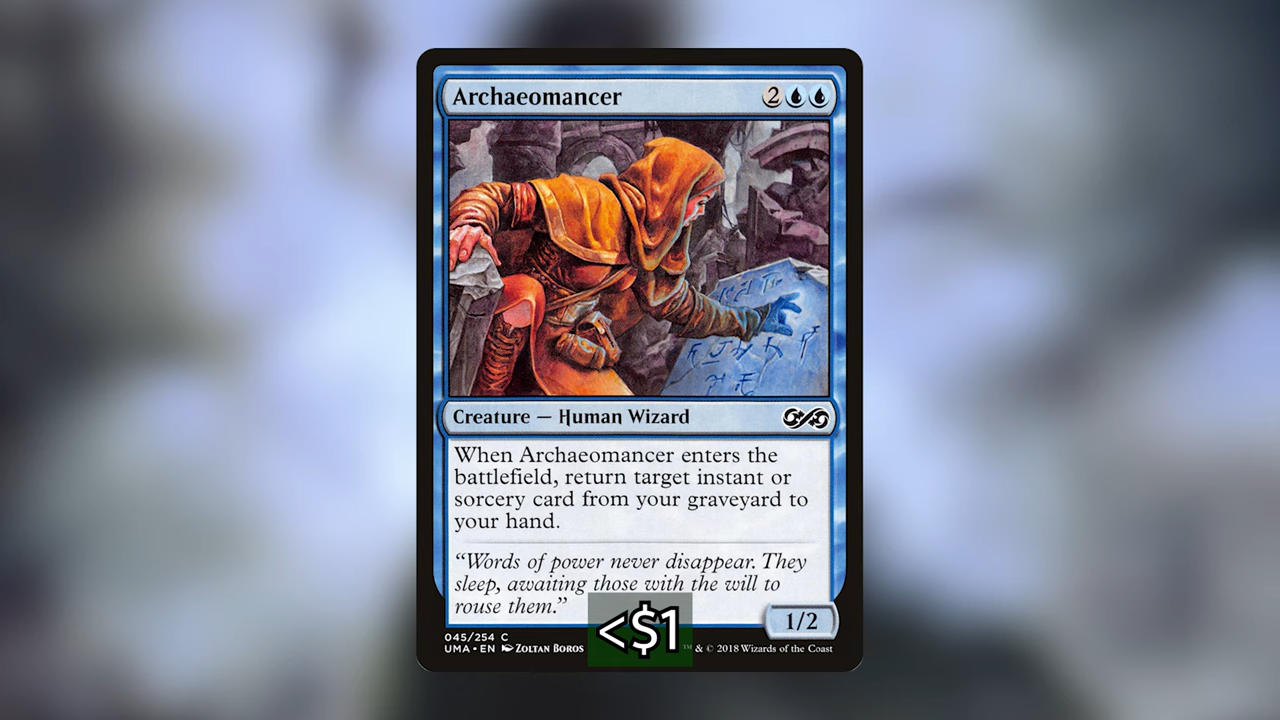 Archaeomancer 2
Creature — Human Wizard
When Archaeomancer enters the
battlefield, return target instant or
sorcery card from your graveyard to
your hand.
“Words of power never disappear. They
sleep, awaiting those with the will to
rouse them.”
1/2
<$1
045/254 C
UMA • EN Zoltan Boros ™ & © 2018 Wizards of the Coast